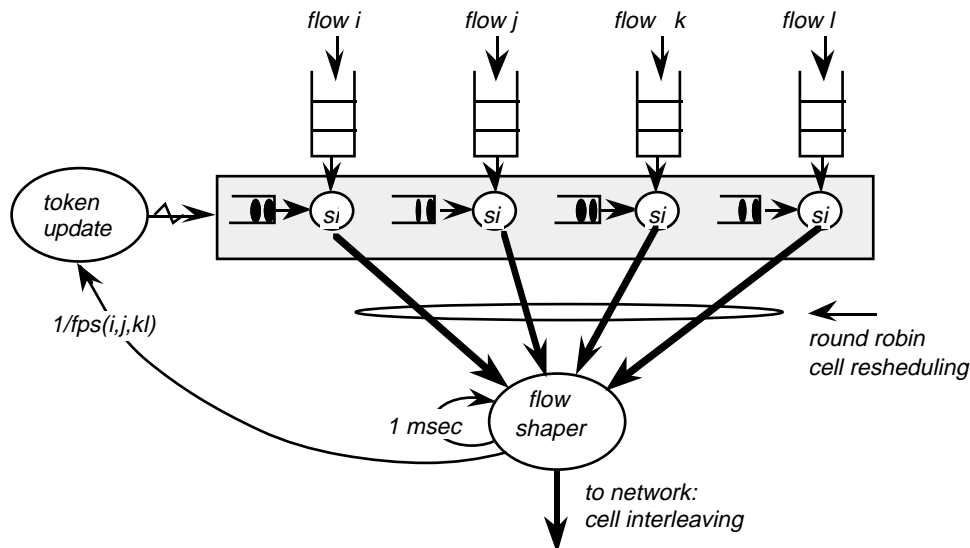 flow i
flow j
flow k
flow l
token
update
si
si
si
si
1/fps(i,j,kl)
round robin
cell resheduling
flow
shaper
1 msec
to network:
cell interleaving